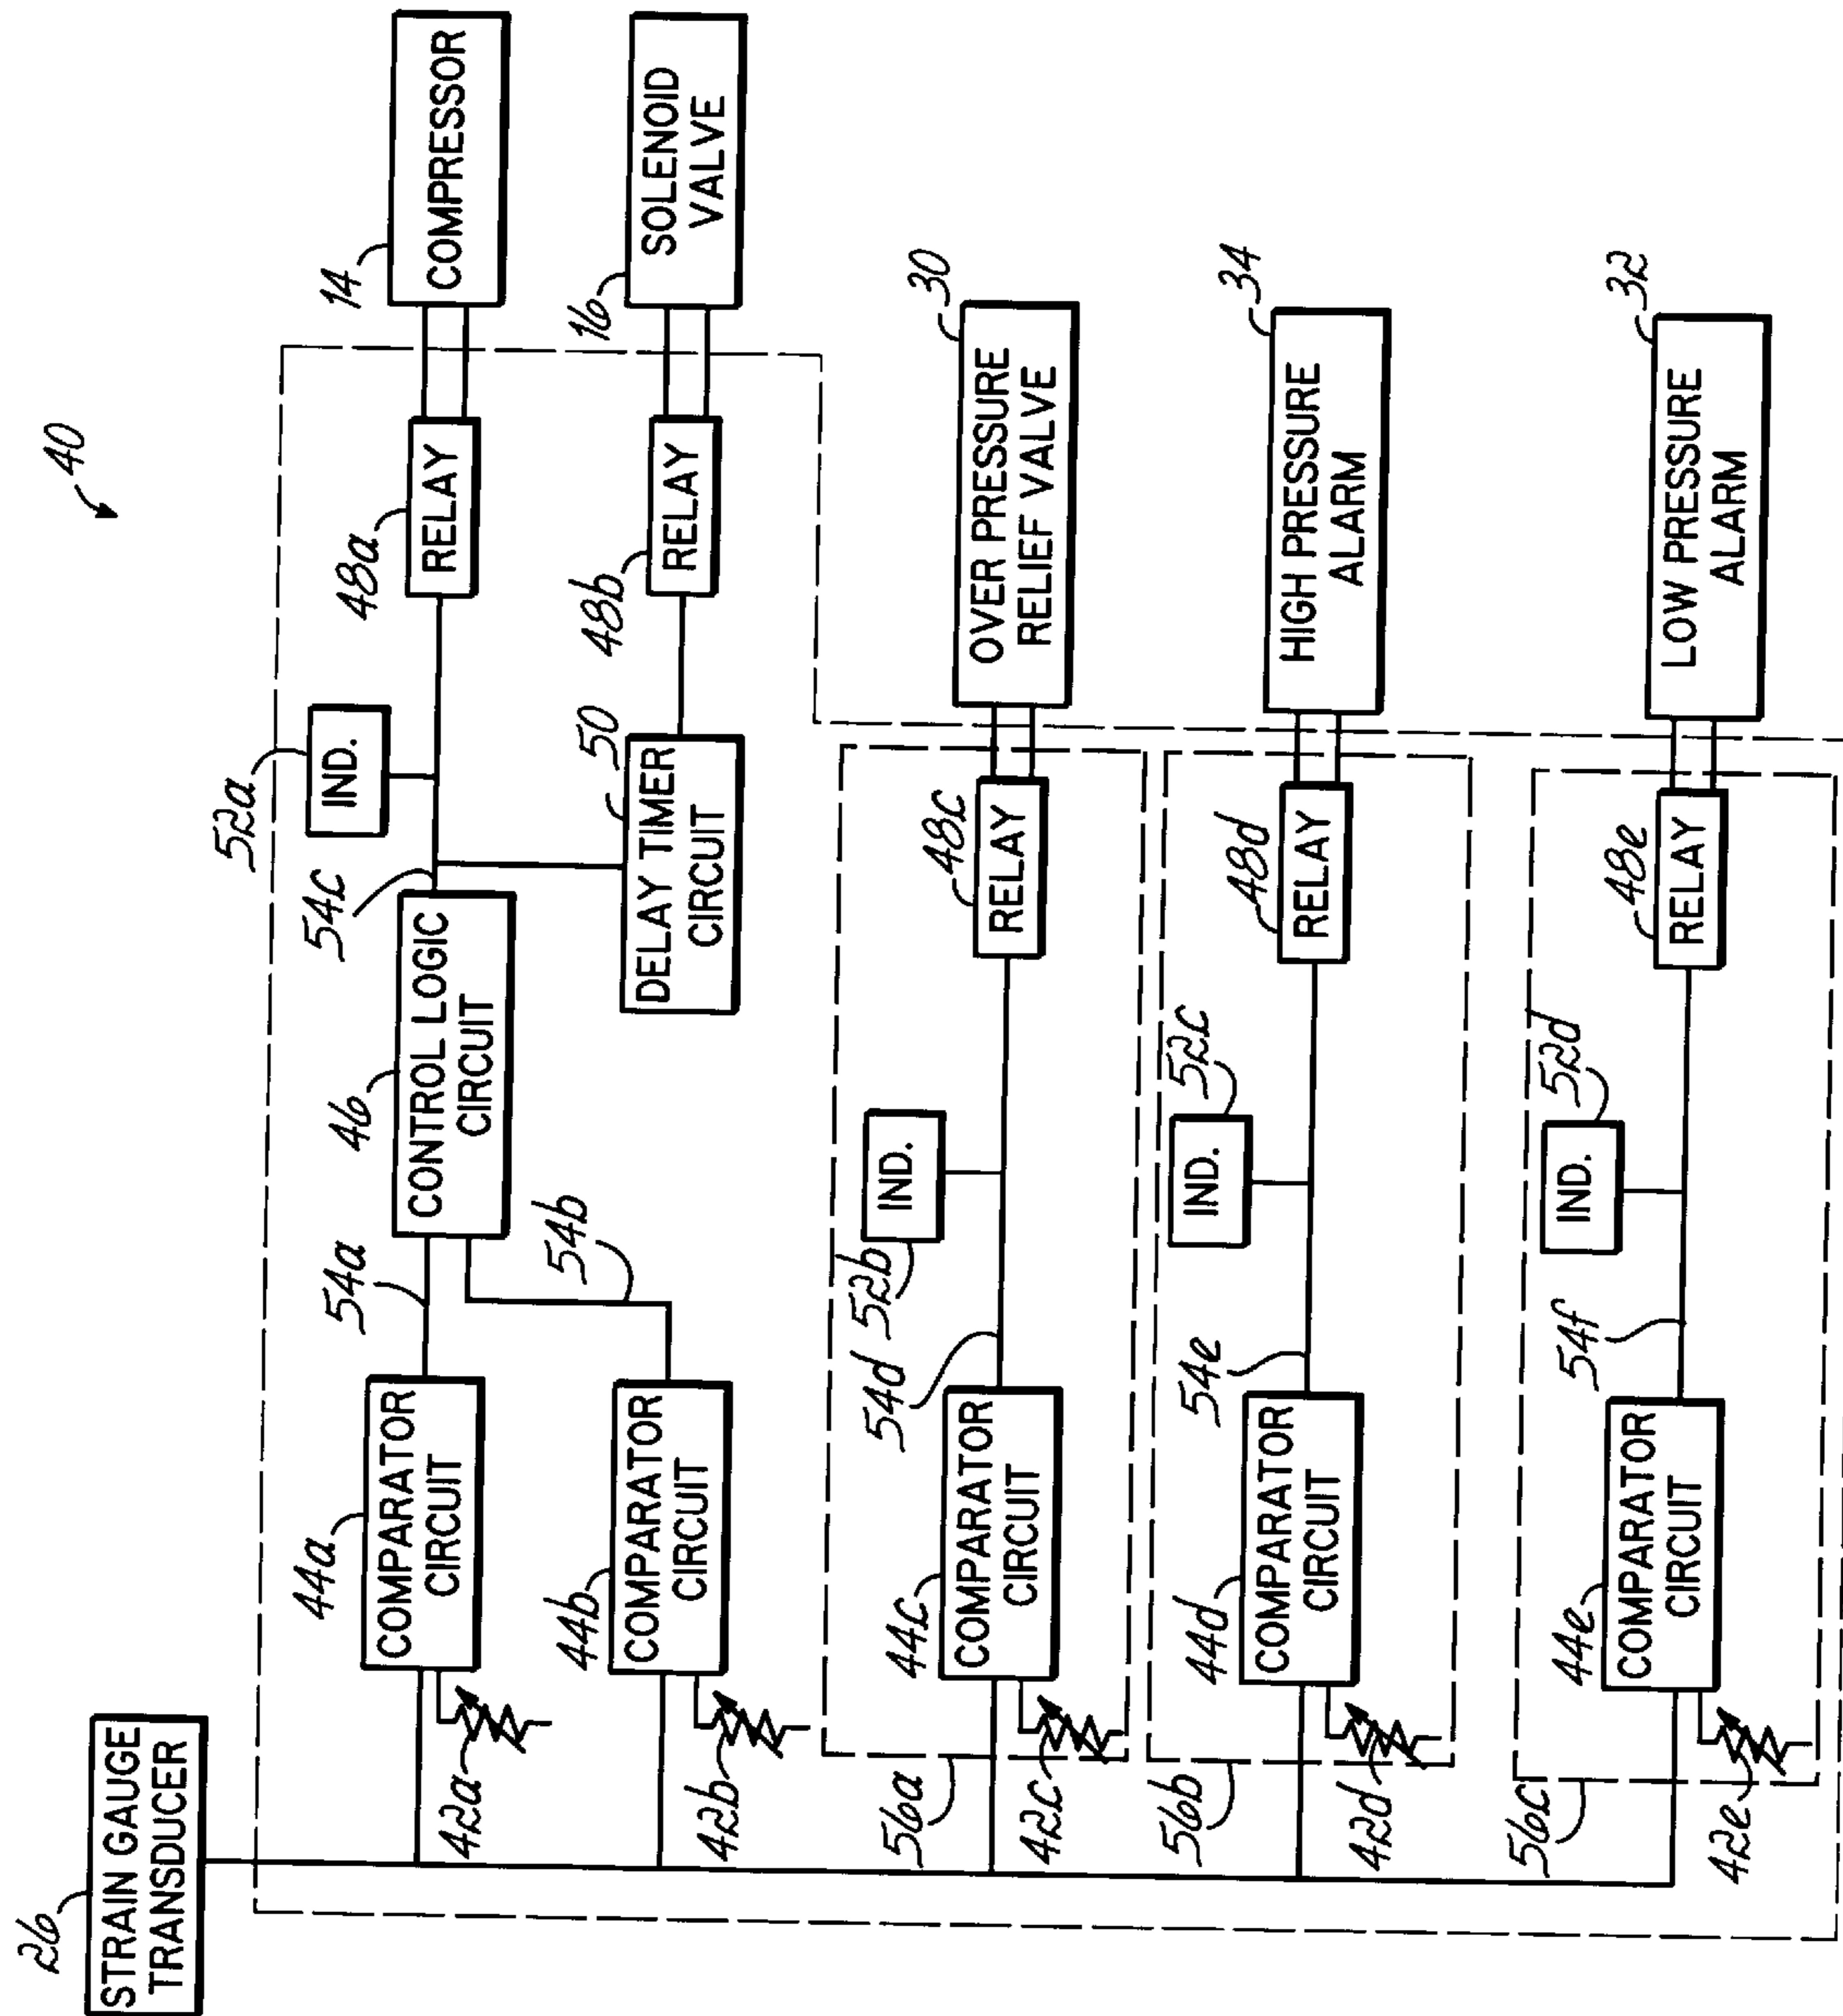 40
26
STRAIN GAUGE
TRANSDUCER
44a
COMPARATOR
CIRCUIT
42a
54a
46
CONTROL LOGIC
CIRCUIT
54c
52a
IND.
48a
RELAY
14
COMPRESSOR
44b
COMPARATOR
CIRCUIT
42b
54b
50
DELAY TIMER
CIRCUIT
48b
RELAY
16
SOLENOID
VALVE
56a
44c
COMPARATOR
CIRCUIT
42c
54d
52b
IND.
48c
RELAY
30
OVER PRESSURE
RELIEF VALVE
56b
44d
COMPARATOR
CIRCUIT
42d
54e
52c
IND.
48d
RELAY
34
HIGH PRESSURE
ALARM
56c
44e
COMPARATOR
CIRCUIT
42e
54f
52d
IND.
48e
RELAY
32
LOW PRESSURE
ALARM